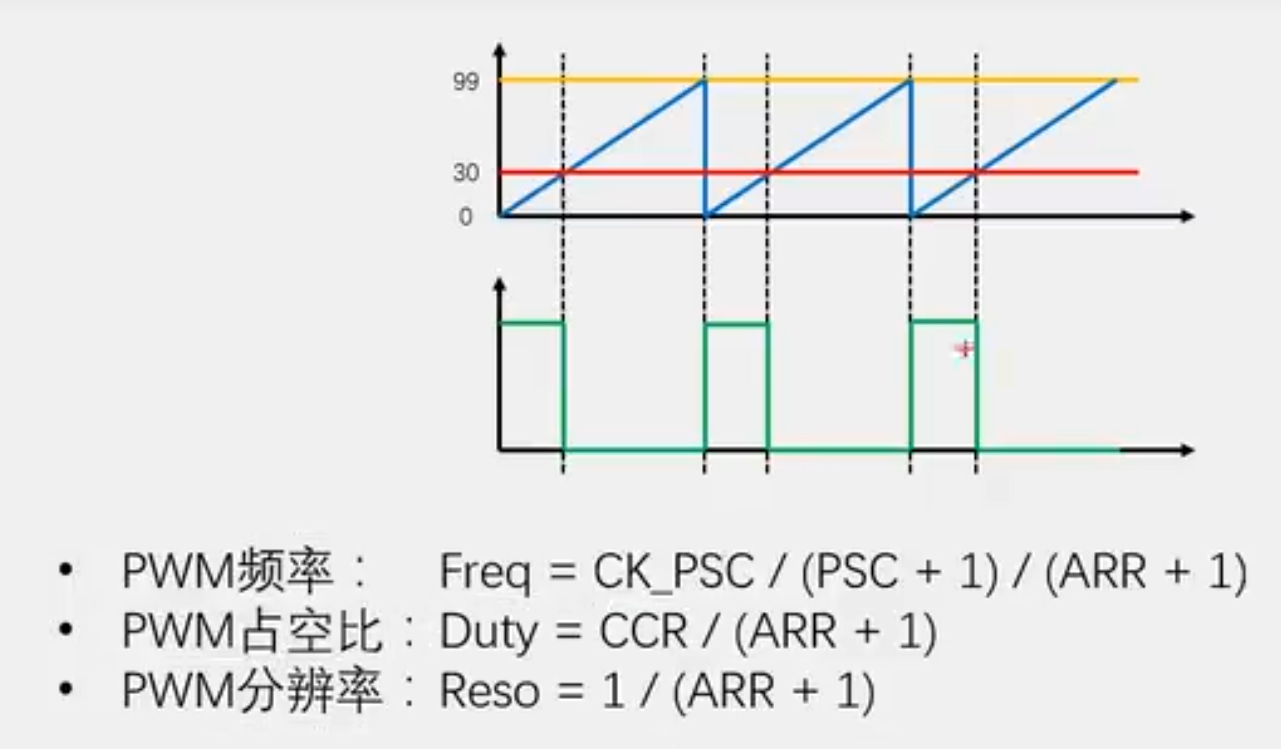 99
30
0
• PWM频率： Freq = CK_PSC / (PSC + 1) / (ARR + 1)
• PWM占空比：Duty = CCR / (ARR + 1)
• PWM分辨率：Reso = 1 / (ARR + 1)